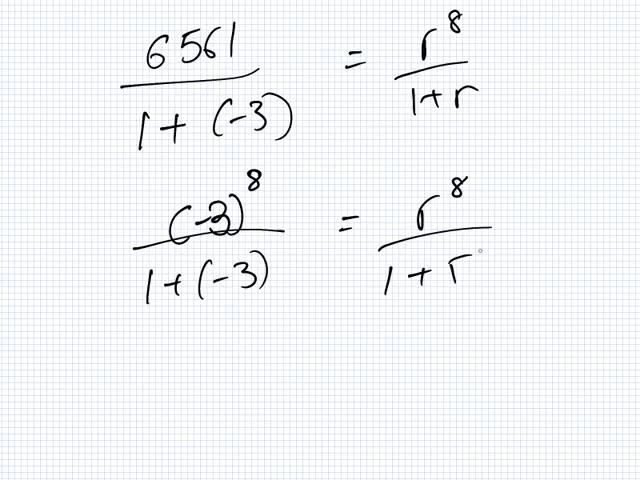 6561 / 1 + (-3) = r^8 / 1 + r
(-3)^8 / 1 + (-3) = r^8 / 1 + r